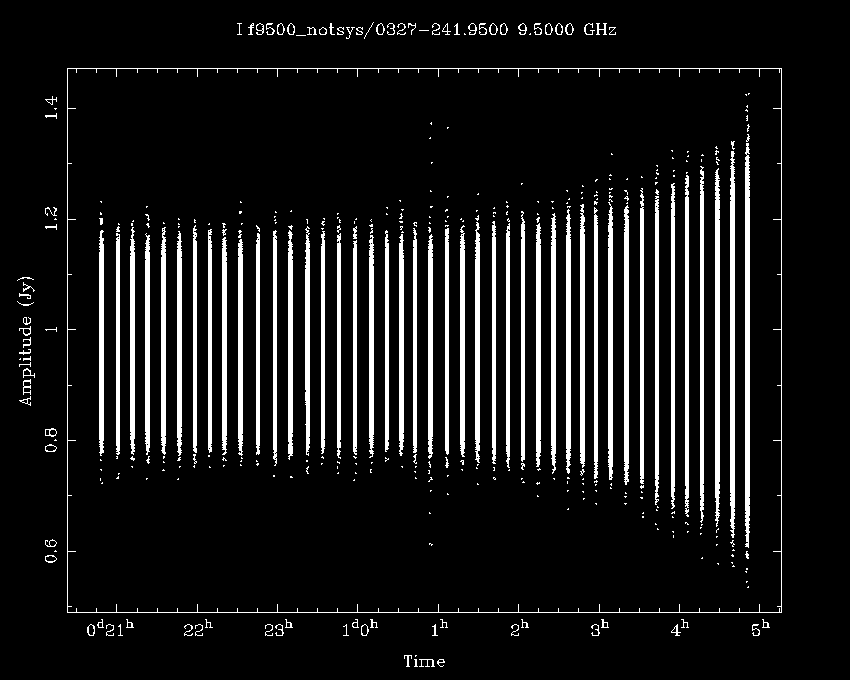 I f9500_notsys/0327-241.9500 9.5000 GHz
1.4
1.2
1
0.8
0.6
Amplitude (Jy)
0d21h 22h 23h 1d0h 1h 2h 3h 4h 5h
Time